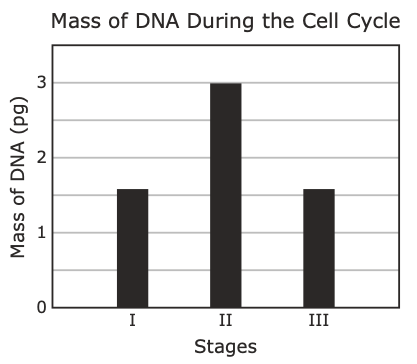 Mass of DNA During the Cell Cycle
Mass of DNA (pg)
3
2
1
0
I II III
Stages